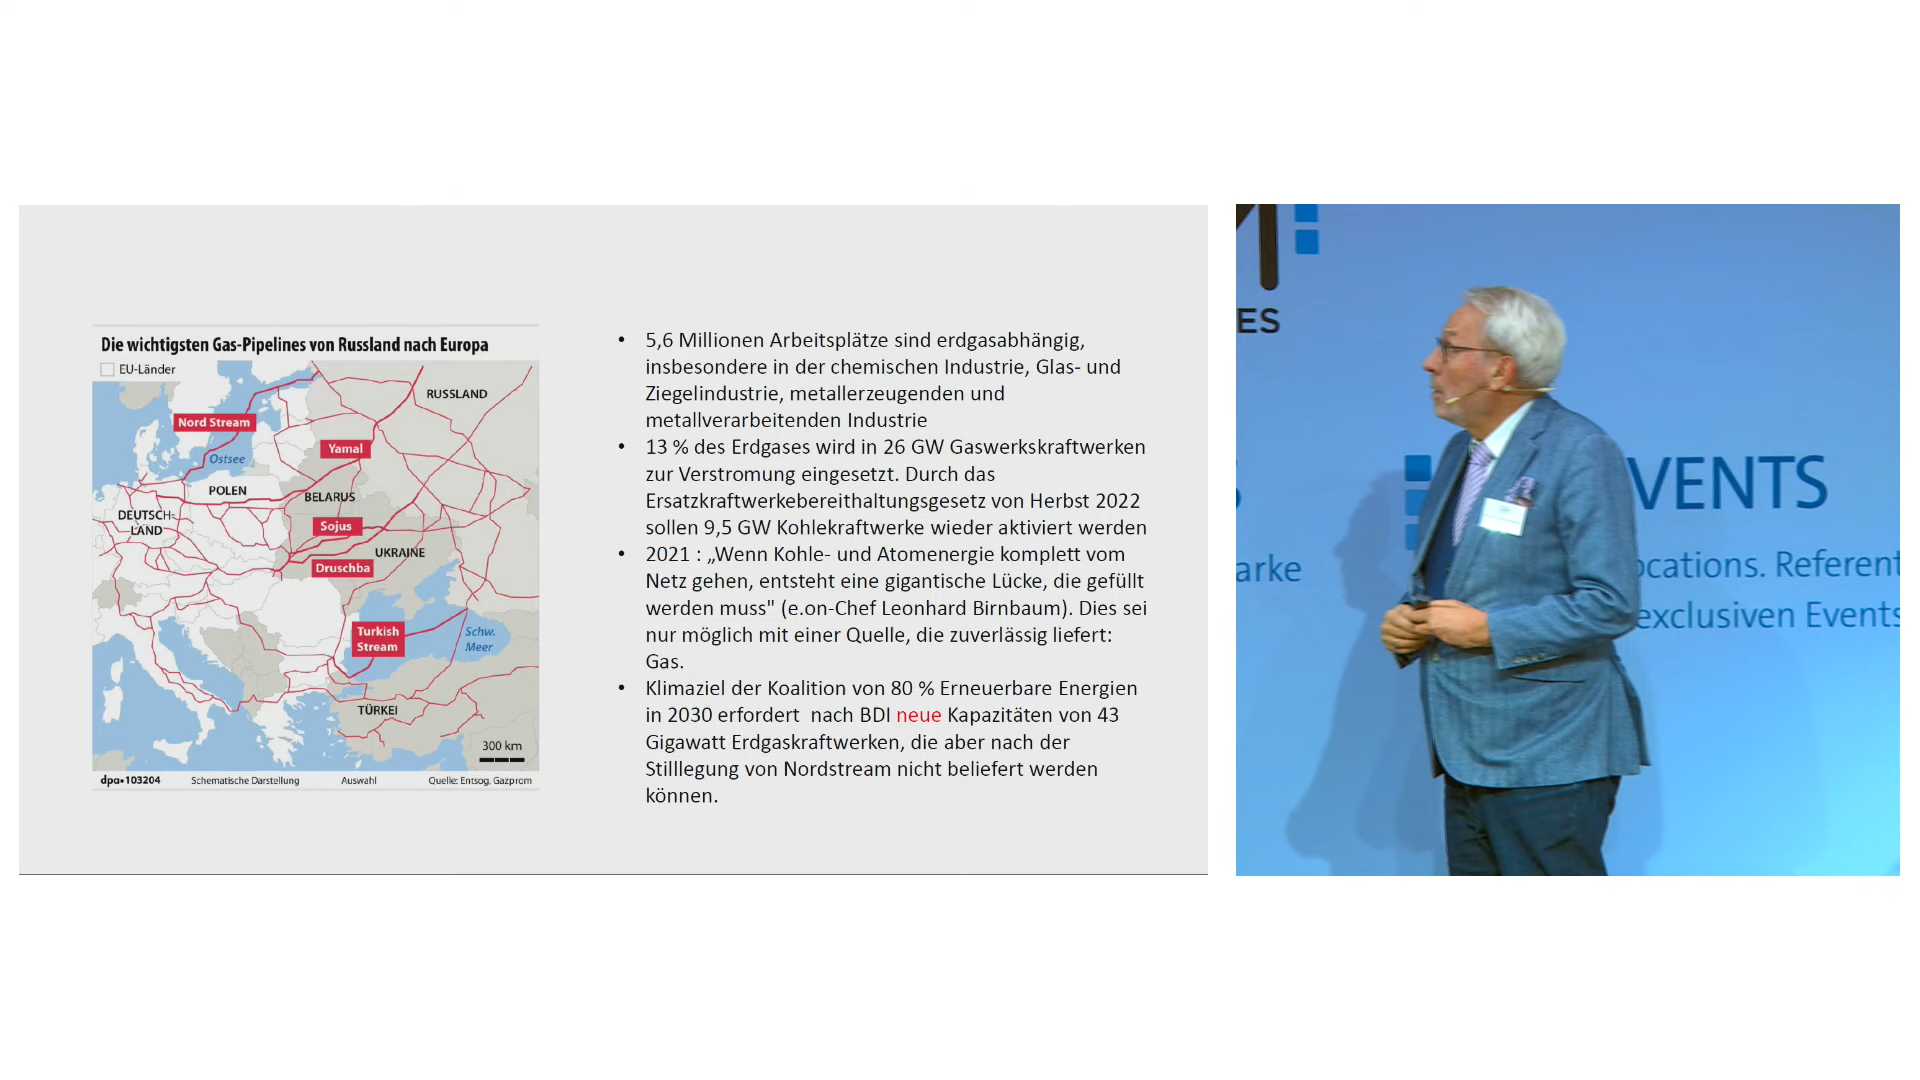 Die wichtigsten Gas-Pipelines von Russland nach Europa
EU-Länder
RUSSLAND
Nord Stream
Yamal
Ostsee
POLEN
BELARUS
DEUTSCH-
LAND
Sojus
UKRAINE
Druschba
Turkish
Stream
Schw.
Meer
TÜRKEI
300 km
dpa•103204 Schematische Darstellung Auswahl Quelle: Entsog, Gazprom
• 5,6 Millionen Arbeitsplätze sind erdgasabhängig,
insbesondere in der chemischen Industrie, Glas- und
Ziegelindustrie, metallerzeugenden und
metallverarbeitenden Industrie
• 13 % des Erdgases wird in 26 GW Gaswerkskraftwerken
zur Verstromung eingesetzt. Durch das
Ersatzkraftwerkebereithaltungsgesetz von Herbst 2022
sollen 9,5 GW Kohlekraftwerke wieder aktiviert werden
• 2021 : „Wenn Kohle- und Atomenergie komplett vom
Netz gehen, entsteht eine gigantische Lücke, die gefüllt
werden muss" (e.on-Chef Leonhard Birnbaum). Dies sei
nur möglich mit einer Quelle, die zuverlässig liefert:
Gas.
• Klimaziel der Koalition von 80 % Erneuerbare Energien
in 2030 erfordert nach BDI neue Kapazitäten von 43
Gigawatt Erdgaskraftwerken, die aber nach der
Stilllegung von Nordstream nicht beliefert werden
können.
ES
VENTS
arke
ocations. Referent
exclusiven Events